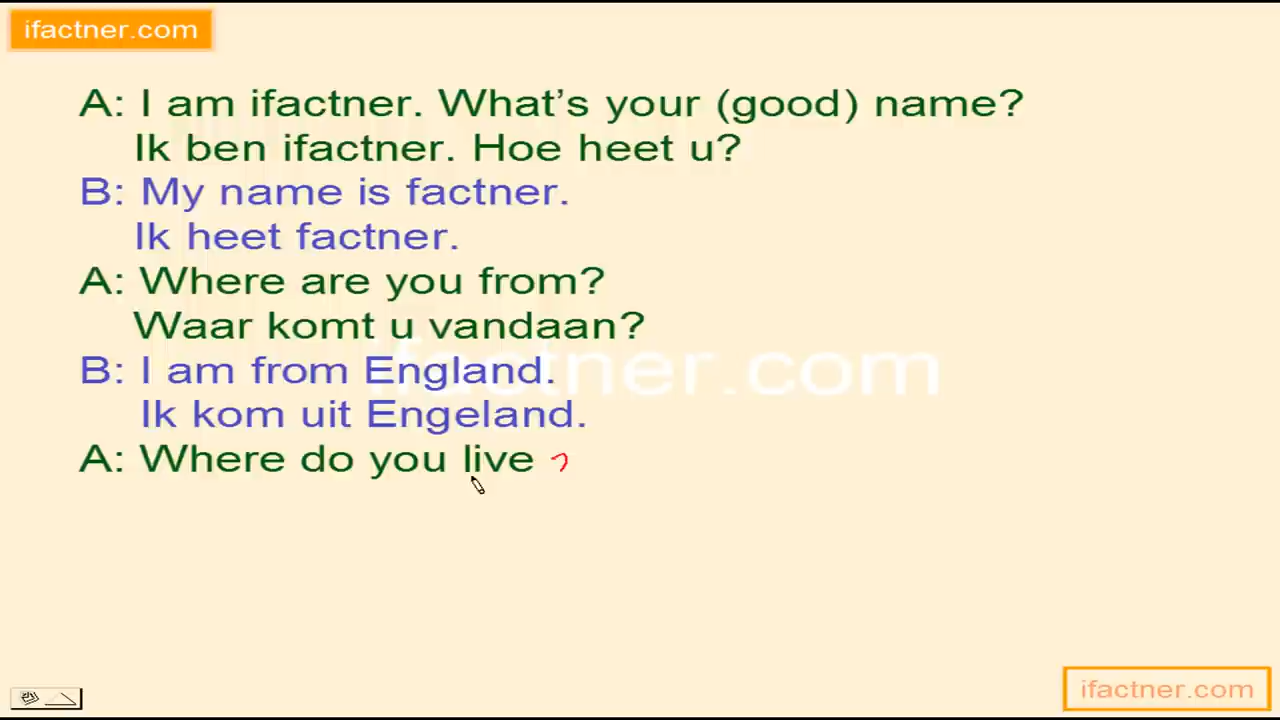 ifactner.com
A: I am ifactner. What's your (good) name?
Ik ben ifactner. Hoe heet u?
B: My name is factner.
Ik heet factner.
A: Where are you from?
Waar komt u vandaan?
ifactner.com
B: I am from England.
Ik kom uit Engeland.
A: Where do you live ?
ifactner.com